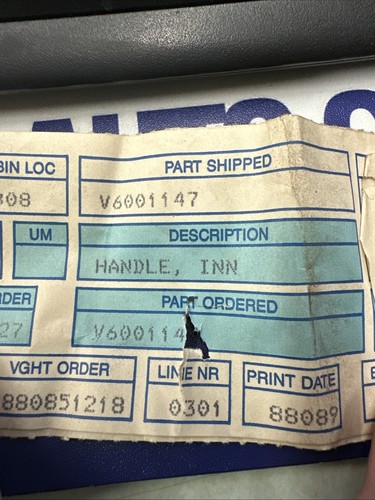 BIN LOC PART SHIPPED
308 V6001147
UM DESCRIPTION
HANDLE, INN
RDER PART ORDERED
27 V600114
VGHT ORDER LINE NR PRINT DATE
880851218 0301 88089